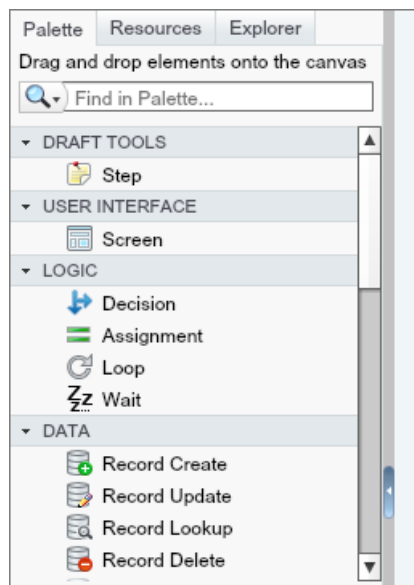 Palette Resources Explorer
Drag and drop elements onto the canvas
Find in Palette...
DRAFT TOOLS
Step
USER INTERFACE
Screen
LOGIC
Decision
Assignment
Loop
Zzz Wait
DATA
Record Create
Record Update
Record Lookup
Record Delete